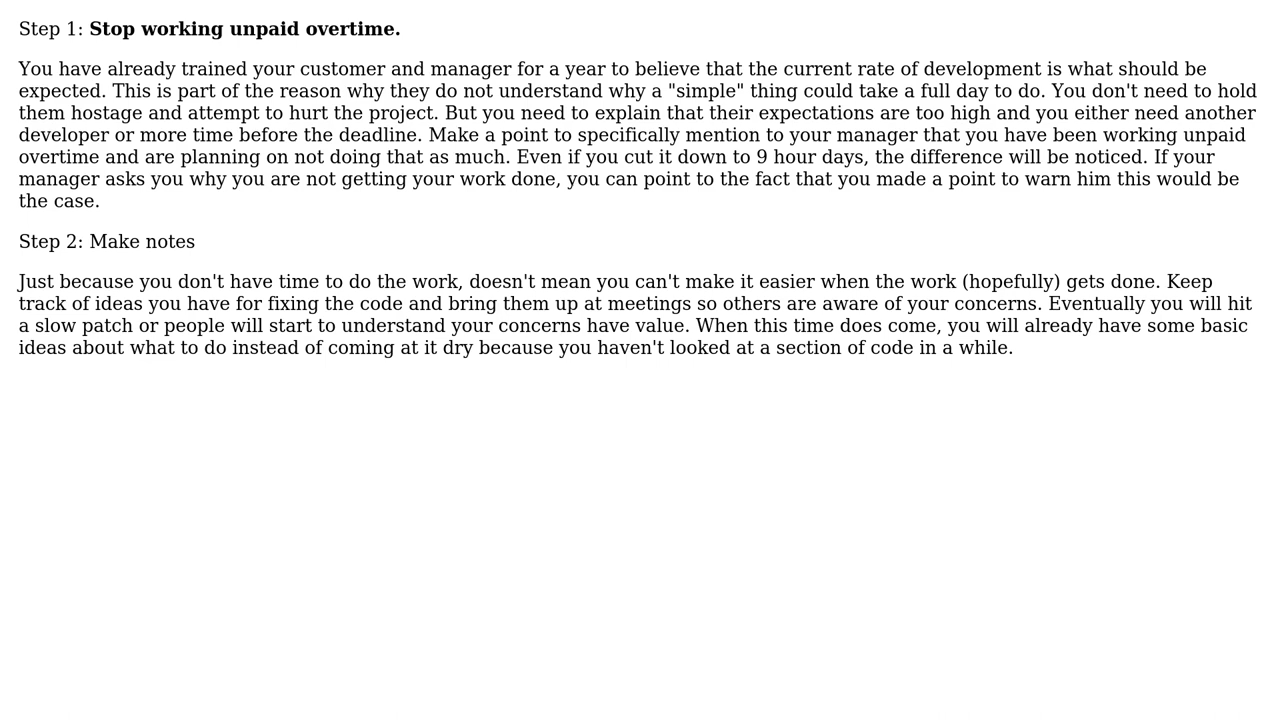 Step 1: Stop working unpaid overtime.
You have already trained your customer and manager for a year to believe that the current rate of development is what should be
expected. This is part of the reason why they do not understand why a "simple" thing could take a full day to do. You don't need to hold
them hostage and attempt to hurt the project. But you need to explain that their expectations are too high and you either need another
developer or more time before the deadline. Make a point to specifically mention to your manager that you have been working unpaid
overtime and are planning on not doing that as much. Even if you cut it down to 9 hour days, the difference will be noticed. If your
manager asks you why you are not getting your work done, you can point to the fact that you made a point to warn him this would be
the case.
Step 2: Make notes
Just because you don't have time to do the work, doesn't mean you can't make it easier when the work (hopefully) gets done. Keep
track of ideas you have for fixing the code and bring them up at meetings so others are aware of your concerns. Eventually you will hit
a slow patch or people will start to understand your concerns have value. When this time does come, you will already have some basic
ideas about what to do instead of coming at it dry because you haven't looked at a section of code in a while.